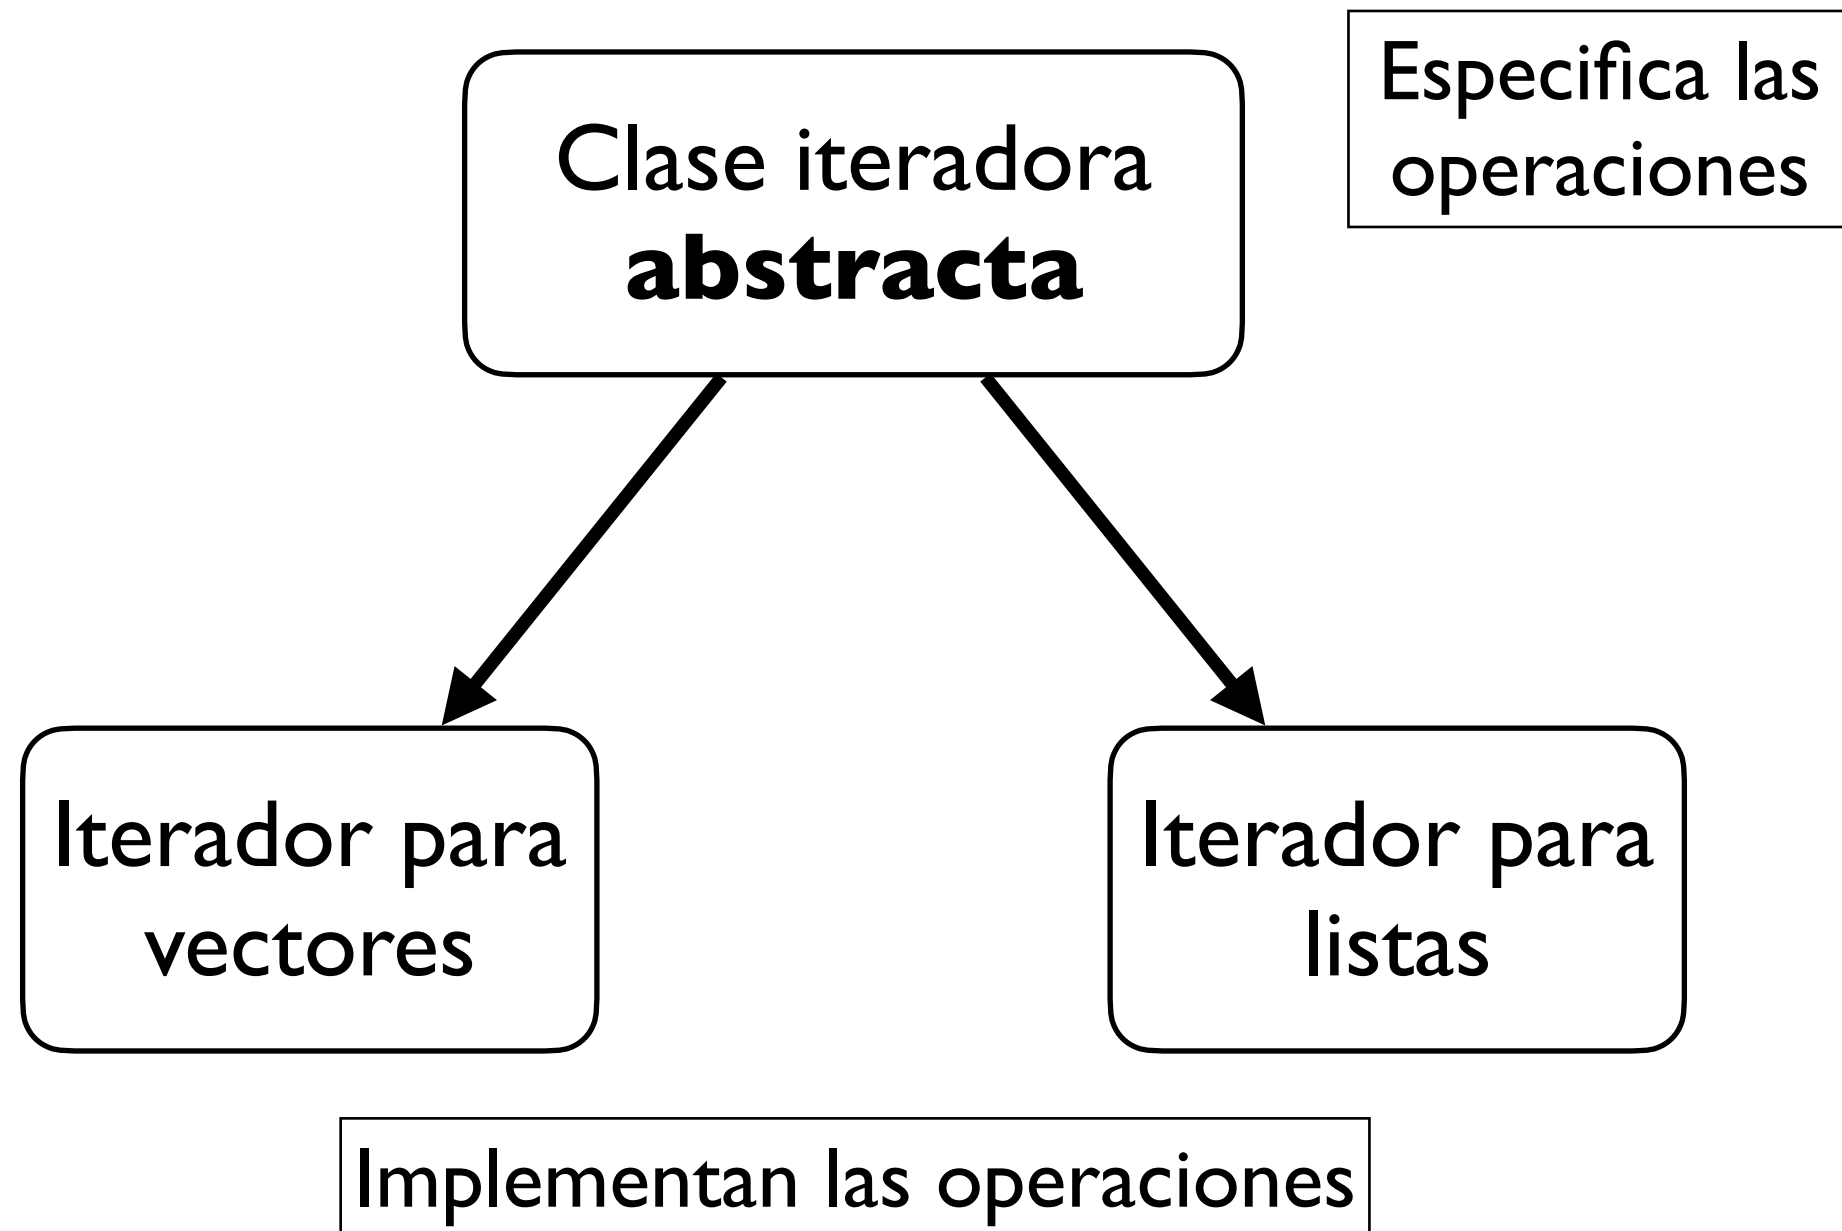 Especifica las
operaciones
Clase iteradora
abstracta
Iterador para
vectores
Iterador para
listas
Implementan las operaciones